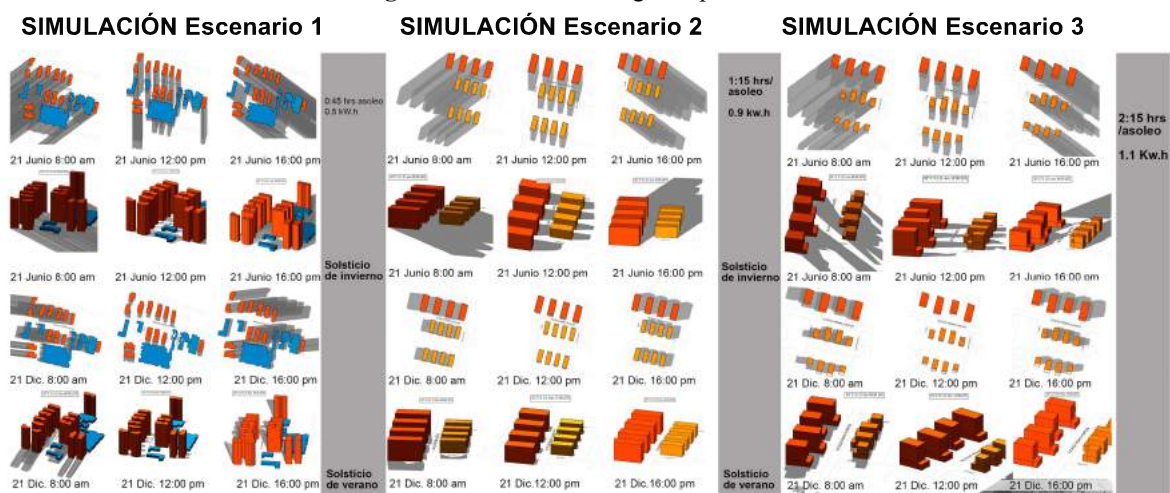 SIMULACIÓN Escenario 1
SIMULACIÓN Escenario 2
SIMULACIÓN Escenario 3
0:45 hrs asoleo
0.5 kW.h
1:15 hrs/
asoleo
0.9 kw.h
2:15 hrs
/asoleo
1.1 Kw.h
21 Junio 8:00 am 21 Junio 12:00 pm 21 Junio 16:00 pm
21 Junio 8:00 am 21 Junio 12:00 pm 21 Junio 16:00 pm
21 Junio 8:00 am 21 Junio 12:00 pm 21 Junio 16:00 pm
21 Junio 8:00 am 21 Junio 12:00 pm 21 Junio 16:00 pm
Solsticio
de invierno
21 Junio 8:00 am 21 Junio 12:00 pm 21 Junio 16:00 pm
Solsticio
de invierno
21 Junio 8:00 am 21 Junio 12:00 pm 21 Junio 16:00 pm
21 Dic. 8:00 am 21 Dic. 12:00 pm 21 Dic. 16:00 pm
21 Dic. 8:00 am 21 Dic. 12:00 pm 21 Dic. 16:00 pm
21 Dic. 8:00 am 21 Dic. 12:00 pm 21 Dic. 16:00 pm
21 Dic. 8:00 am 21 Dic. 12:00 pm 21 Dic. 16:00 pm
Solsticio
de verano
21 Dic. 8:00 am 21 Dic. 12:00 pm 21 Dic. 16:00 pm
Solsticio
de verano
21 Dic. 8:00 am 21 Dic. 12:00 pm 21 Dic. 16:00 pm